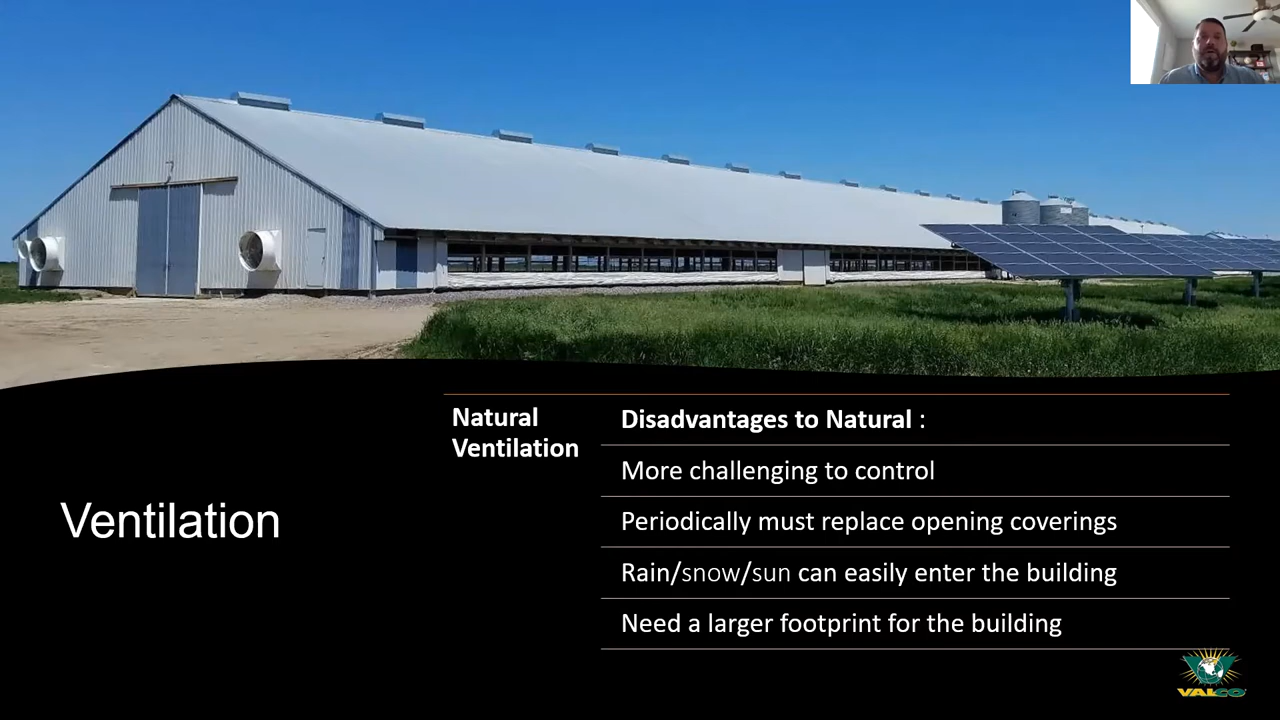 Natural
Ventilation
Disadvantages to Natural :
More challenging to control
Ventilation
Periodically must replace opening coverings
Rain/snow/sun can easily enter the building
Need a larger footprint for the building
VALCO